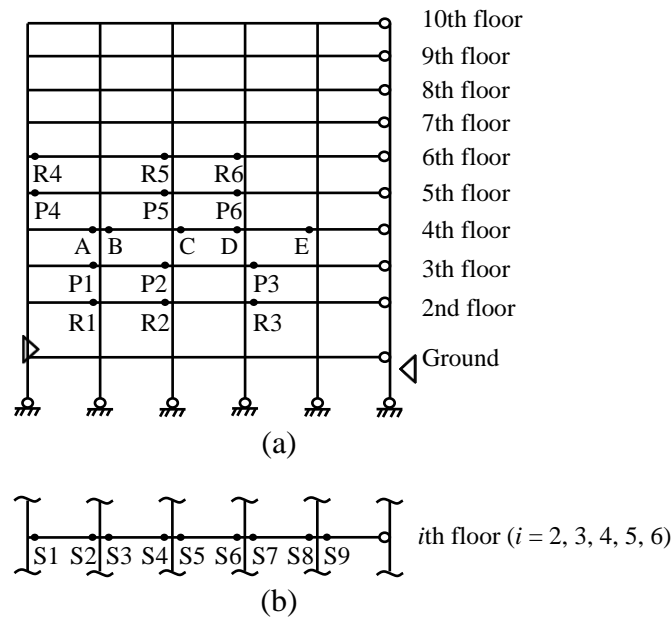 10th floor
9th floor
8th floor
7th floor
R4 R5 R6 6th floor
P4 P5 P6 5th floor
A B C D E 4th floor
P1 P2 P3 3th floor
R1 R2 R3 2nd floor
Ground
(a)
S1 S2 S3 S4 S5 S6 S7 S8 S9 ith floor (i = 2, 3, 4, 5, 6)
(b)